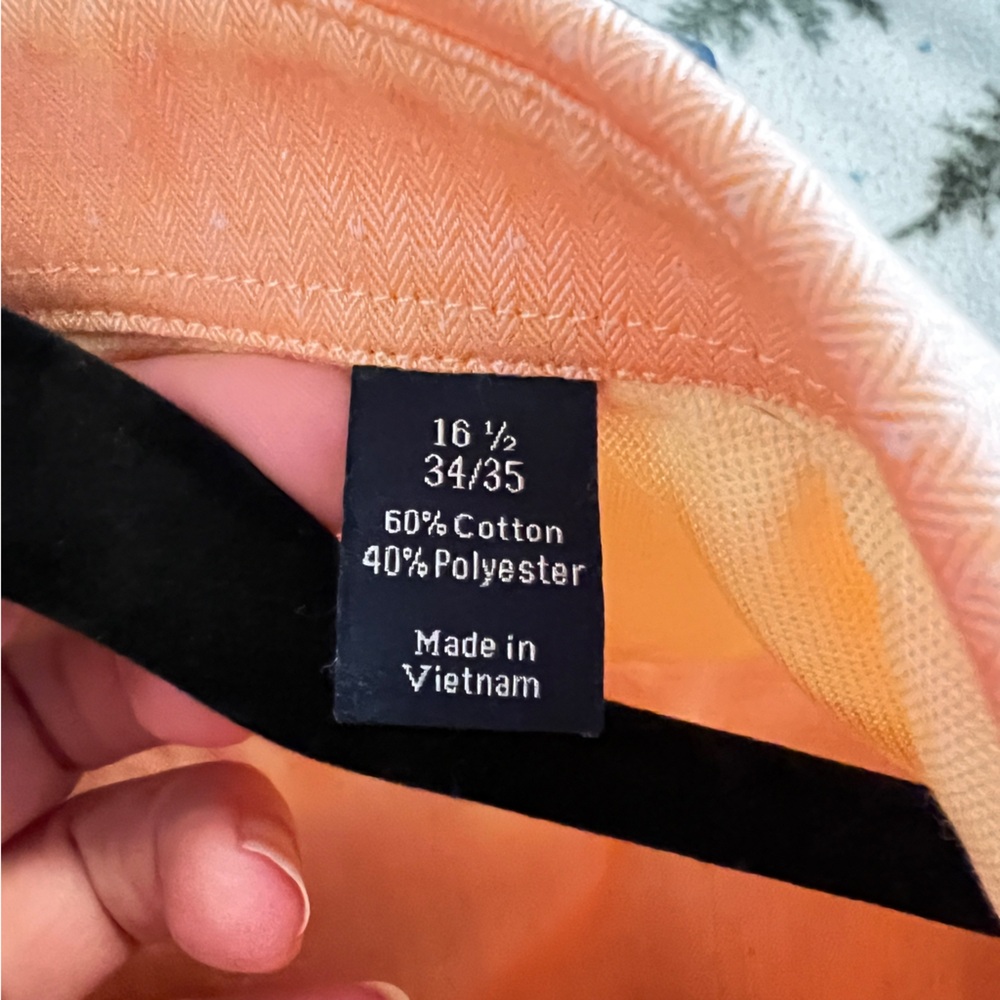 16 ½
34/35
60% Cotton
40% Polyester
Made in
Vietnam